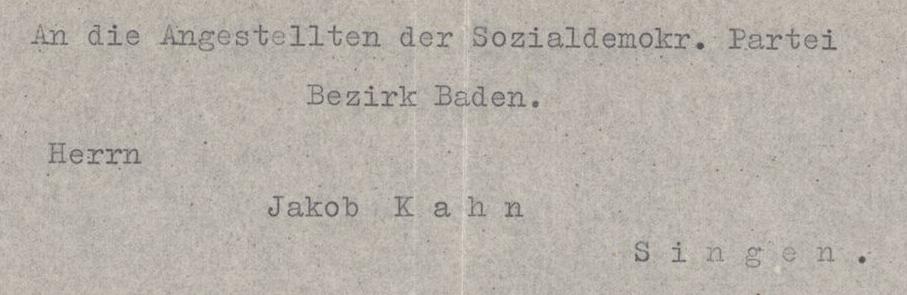 An die Angestellten der Sozialdemokr. Partei
Bezirk Baden.
Herrn
Jakob K a h n
S i n g e n .